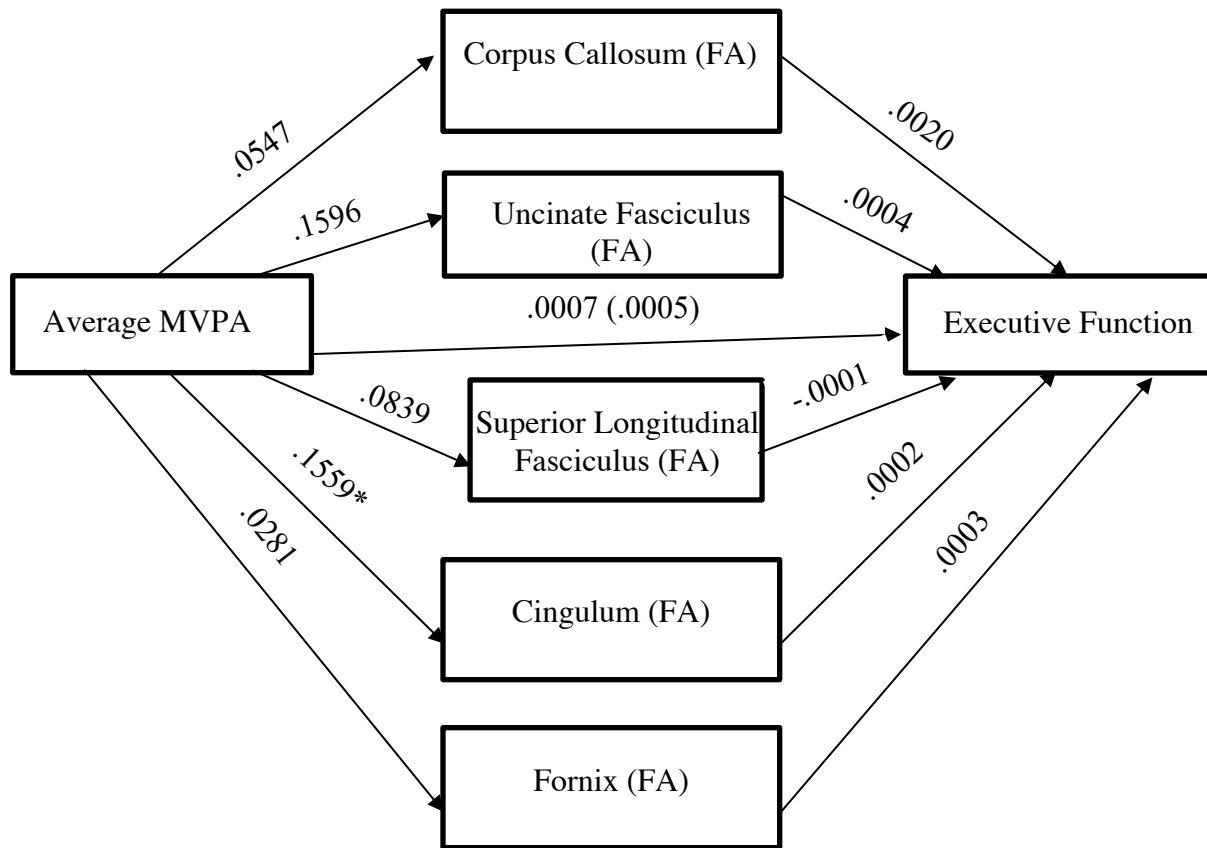 Corpus Callosum (FA)
.0547
.0020
Uncinate Fasciculus
(FA)
.1596
.0004
Average MVPA
.0007 (.0005)
Executive Function
.0839
Superior Longitudinal
Fasciculus (FA)
-.0001
.1559*
.0002
.0281
Cingulum (FA)
.0003
Fornix (FA)